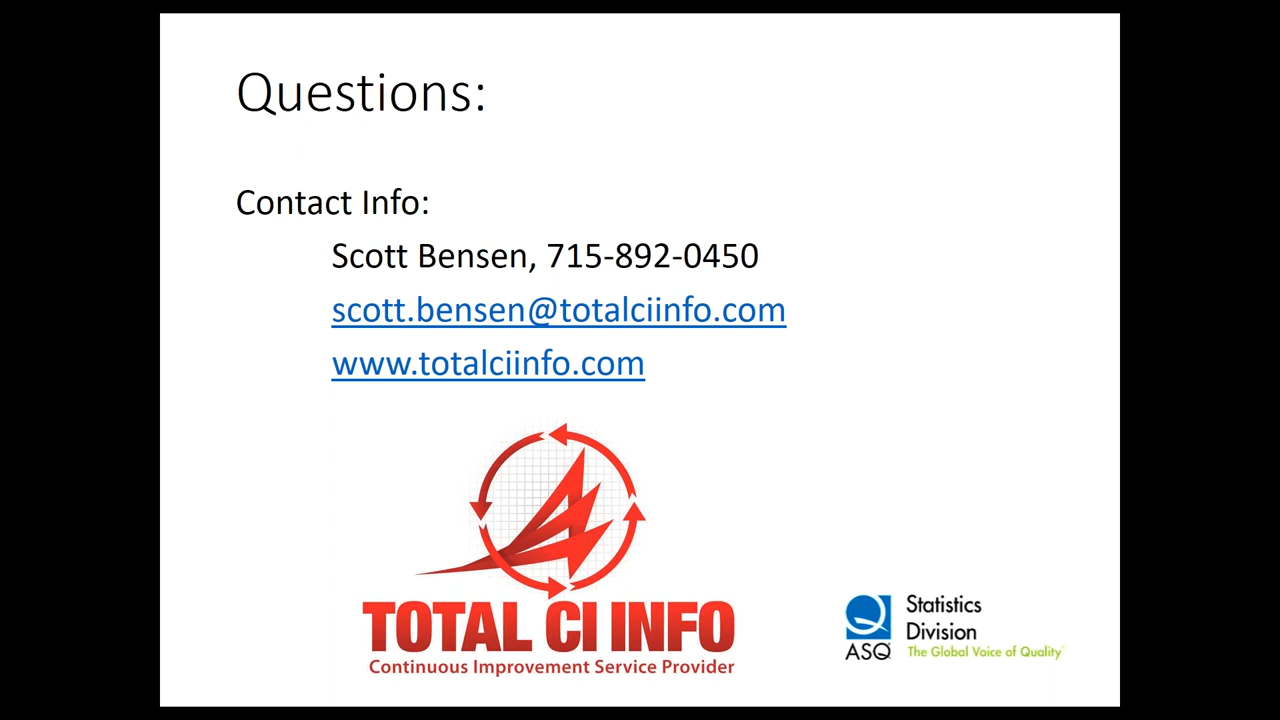 Questions:
Contact Info:
Scott Bensen, 715-892-0450
scott.bensen@totalciinfo.com
www.totalciinfo.com
TOTAL CI INFO
Continuous Improvement Service Provider
ASQ
Statistics
Division
The Global Voice of Quality